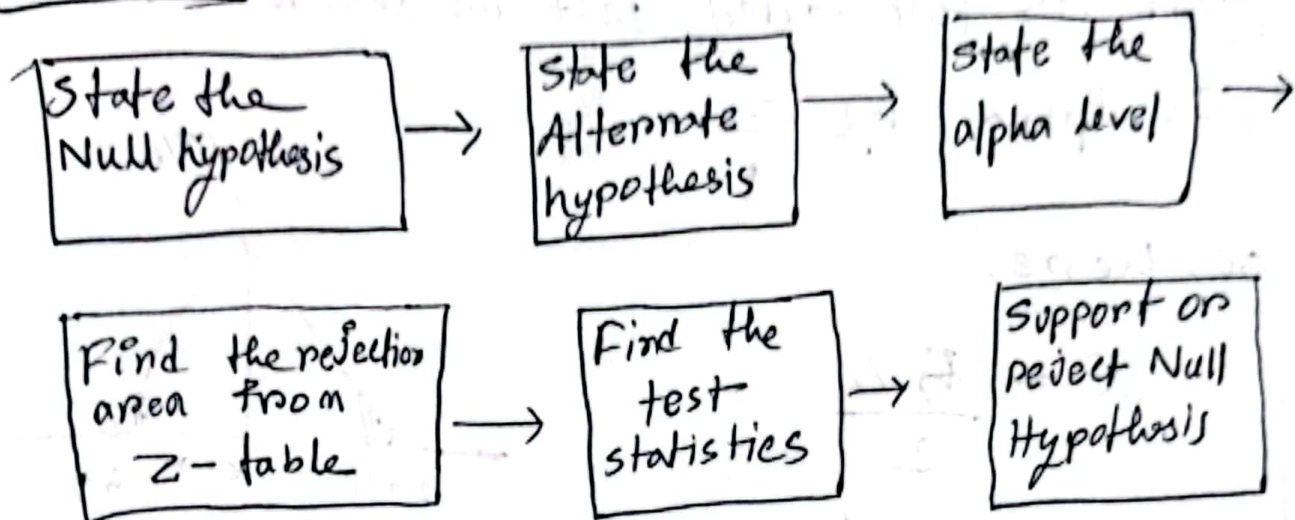 State the
Null hypothesis
State the
Alternate
hypothesis
State the
alpha level
Find the rejection
area from
Z-table
Find the
test
statistics
Support or
reject Null
Hypothesis